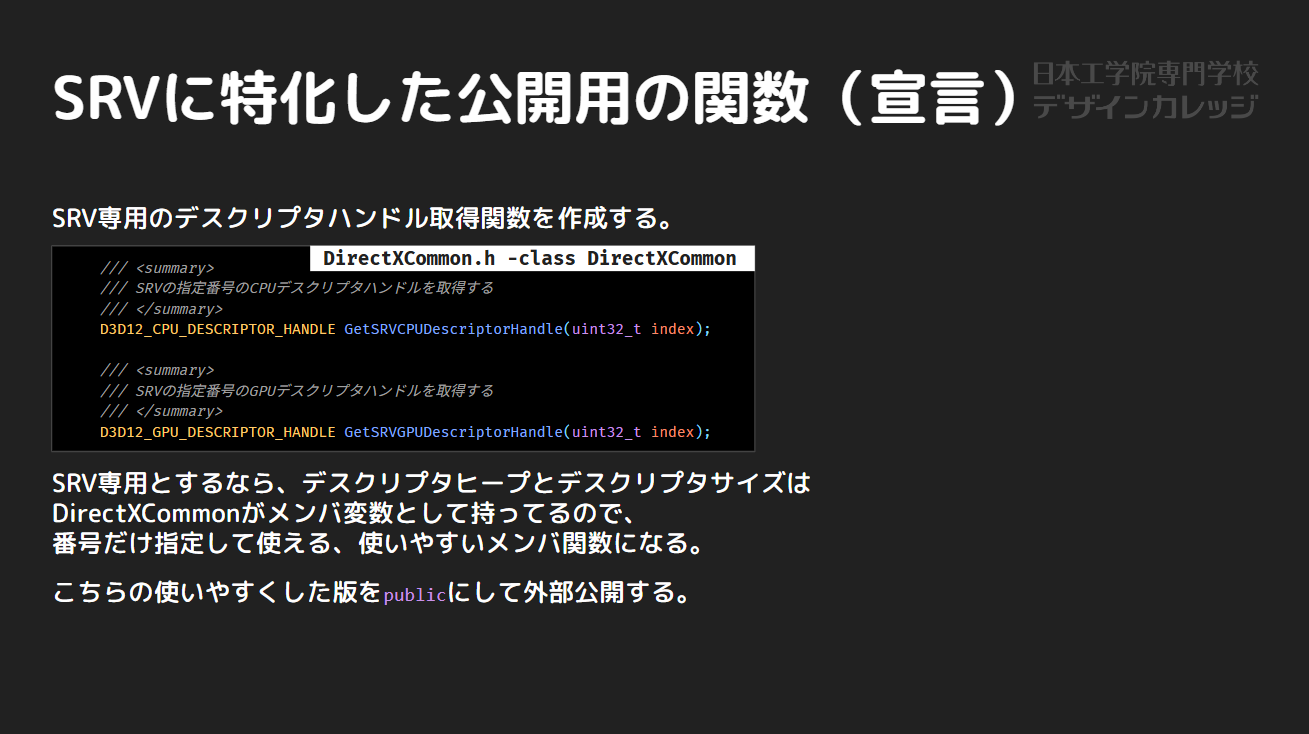 SRVに特化した公開用の関数（宣言）
日本工学院専門学校
デザインカレッジ
SRV専用のデスクリプタハンドル取得関数を作成する。
DirectXCommon.h -class DirectXCommon
/// <summary>
/// SRVの指定番号のCPUデスクリプタハンドルを取得する
/// </summary>
D3D12_CPU_DESCRIPTOR_HANDLE GetSRVCPUDescriptorHandle(uint32_t index);
/// <summary>
/// SRVの指定番号のGPUデスクリプタハンドルを取得する
/// </summary>
D3D12_GPU_DESCRIPTOR_HANDLE GetSRVGPUDescriptorHandle(uint32_t index);
SRV専用とするなら、デスクリプタヒープとデスクリプタサイズは
DirectXCommonがメンバ変数として持ってるので、
番号だけ指定して使える、使いやすいメンバ関数になる。
こちらの使いやすくした版をpublicにして外部公開する。